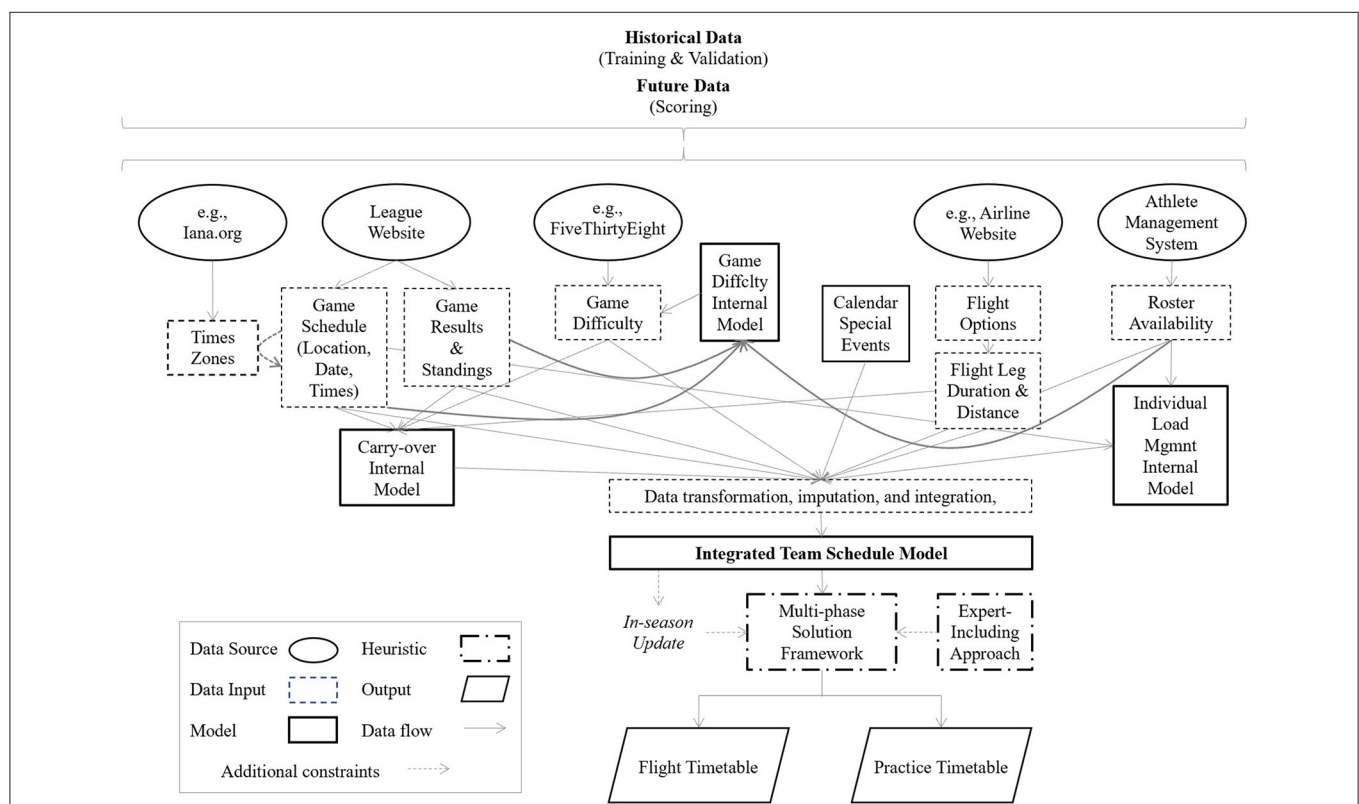 Historical Data
(Training & Validation)
Future Data
(Scoring)
e.g.,
Iana.org
League
Website
e.g.,
FiveThirtyEight
e.g., Airline
Website
Athlete
Management
System
Times
Zones
Game
Schedule
(Location,
Date,
Times)
Game
Results
&
Standings
Game
Difficulty
Game
Diffclty
Internal
Model
Calendar
Special
Events
Flight
Options
Flight Leg
Duration &
Distance
Roster
Availability
Carry-over
Internal
Model
Individual
Load
Mgmnt
Internal
Model
Data transformation, imputation, and integration,
Integrated Team Schedule Model
In-season
Update
Multi-phase
Solution
Framework
Expert-
Including
Approach
Flight Timetable
Practice Timetable
Data Source
Heuristic
Data Input
Output
Model
Data flow
Additional constraints